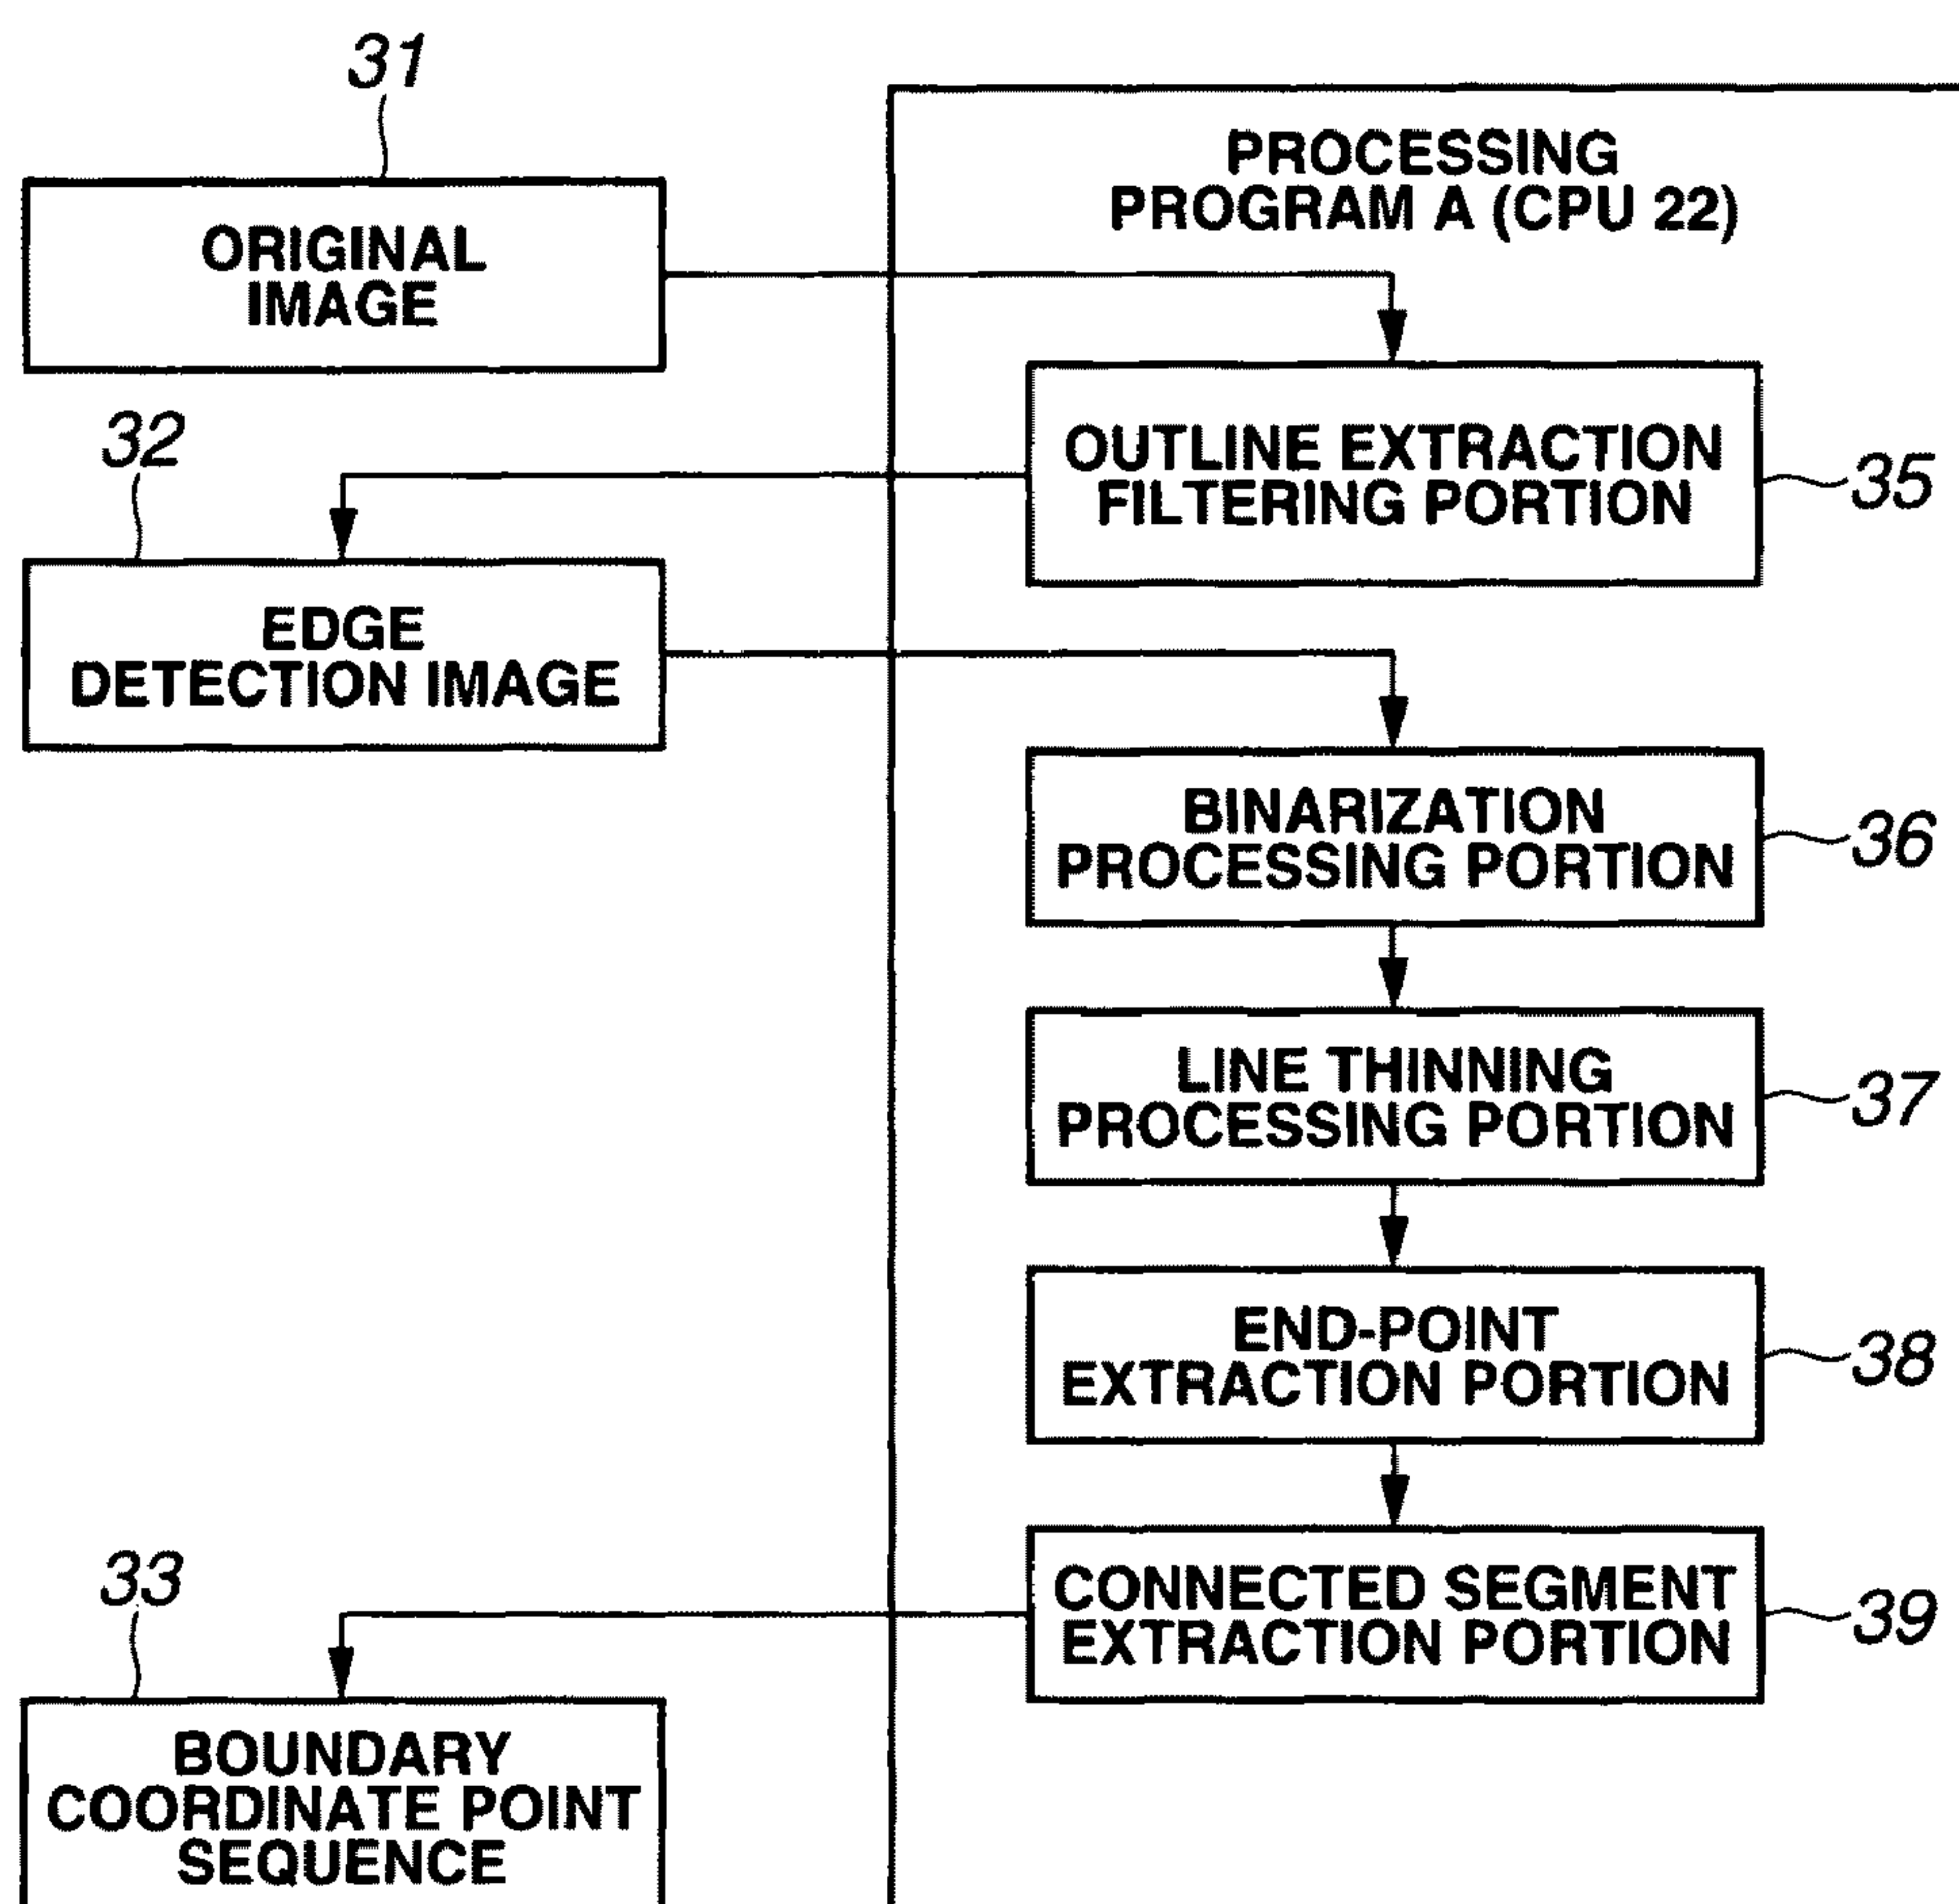 31
PROCESSING
PROGRAM A (CPU 22)
ORIGINAL
IMAGE
32
OUTLINE EXTRACTION
FILTERING PORTION
35
EDGE
DETECTION IMAGE
BINARIZATION
PROCESSING PORTION
36
LINE THINNING
PROCESSING PORTION
37
END-POINT
EXTRACTION PORTION
38
33
CONNECTED SEGMENT
EXTRACTION PORTION
39
BOUNDARY
COORDINATE POINT
SEQUENCE